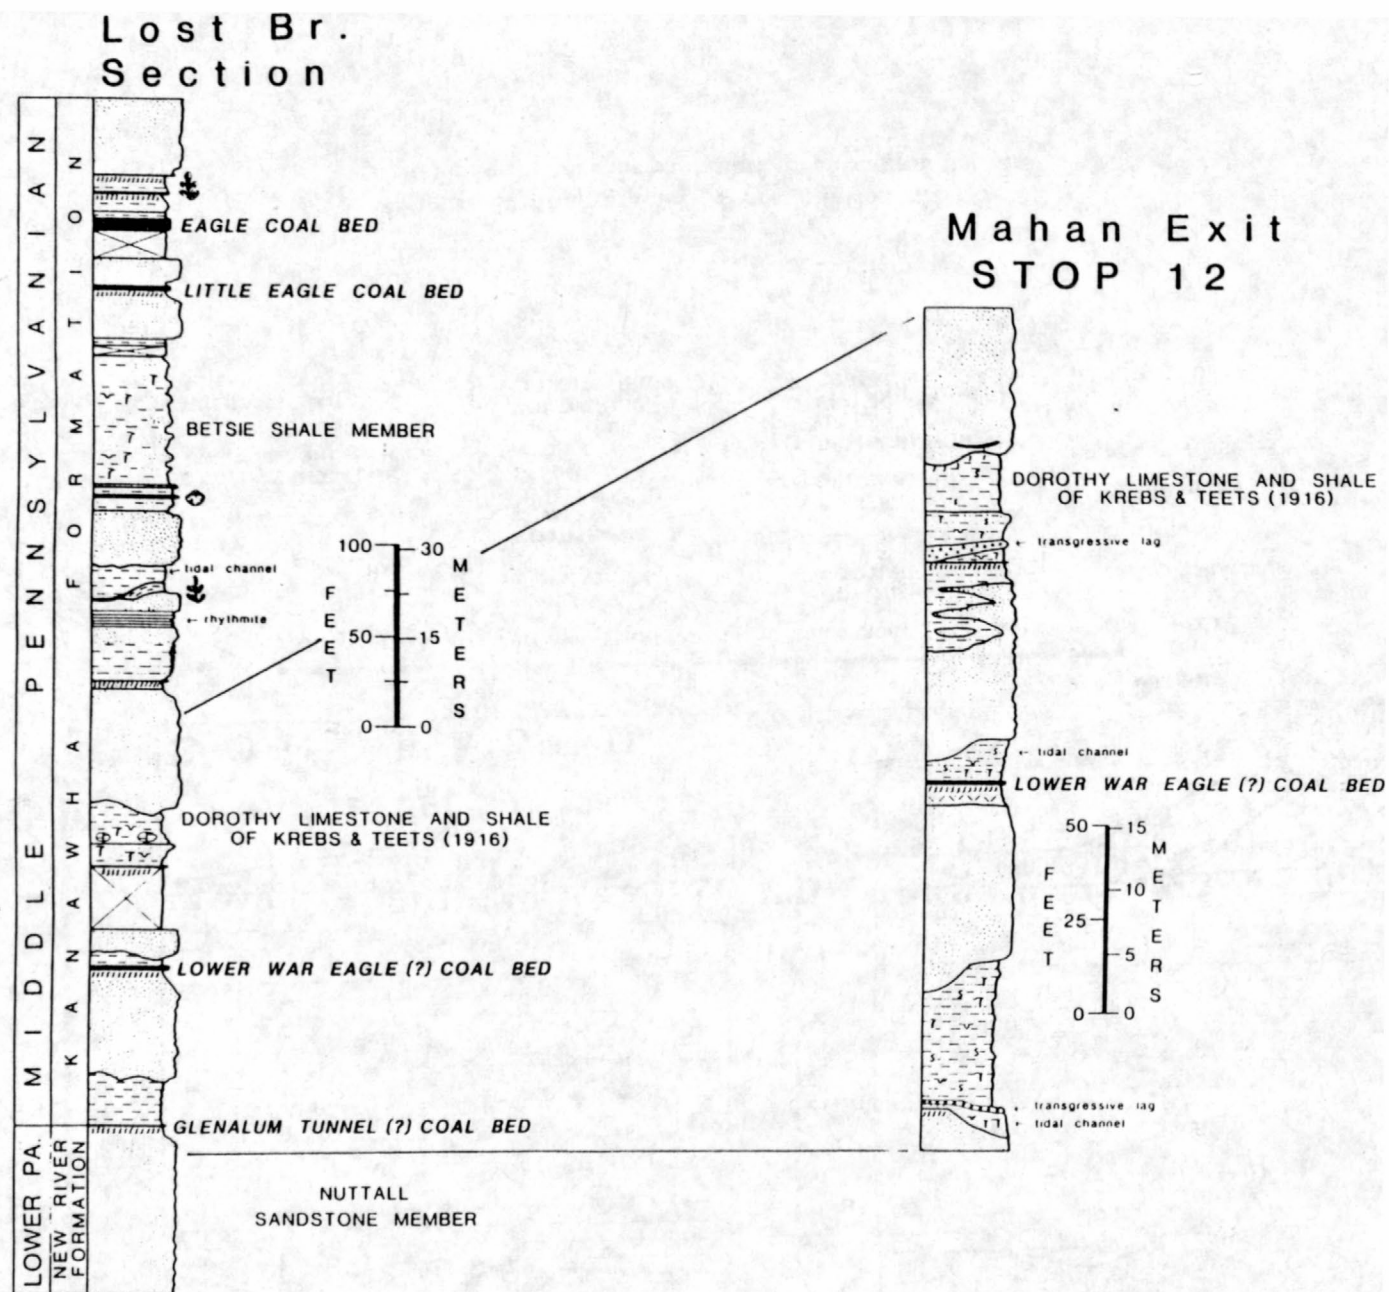 Lost Br.
Section
MIDDLE PENNSYLVANIAN
KANAWHA FORMATION
EAGLE COAL BED
LITTLE EAGLE COAL BED
BETSIE SHALE MEMBER
tidal channel
rhythmite
100 30
50 15
0 0
FEET
METERS
DOROTHY LIMESTONE AND SHALE
OF KREBS & TEETS (1916)
LOWER WAR EAGLE (?) COAL BED
GLENALUM TUNNEL (?) COAL BED
LOWER PA.
NEW RIVER
FORMATION
NUTTALL
SANDSTONE MEMBER
Mahan Exit
STOP 12
DOROTHY LIMESTONE AND SHALE
OF KREBS & TEETS (1916)
transgressive lag
tidal channel
LOWER WAR EAGLE (?) COAL BED
50 15
10
25
5
0 0
FEET
METERS
transgressive lag
tidal channel